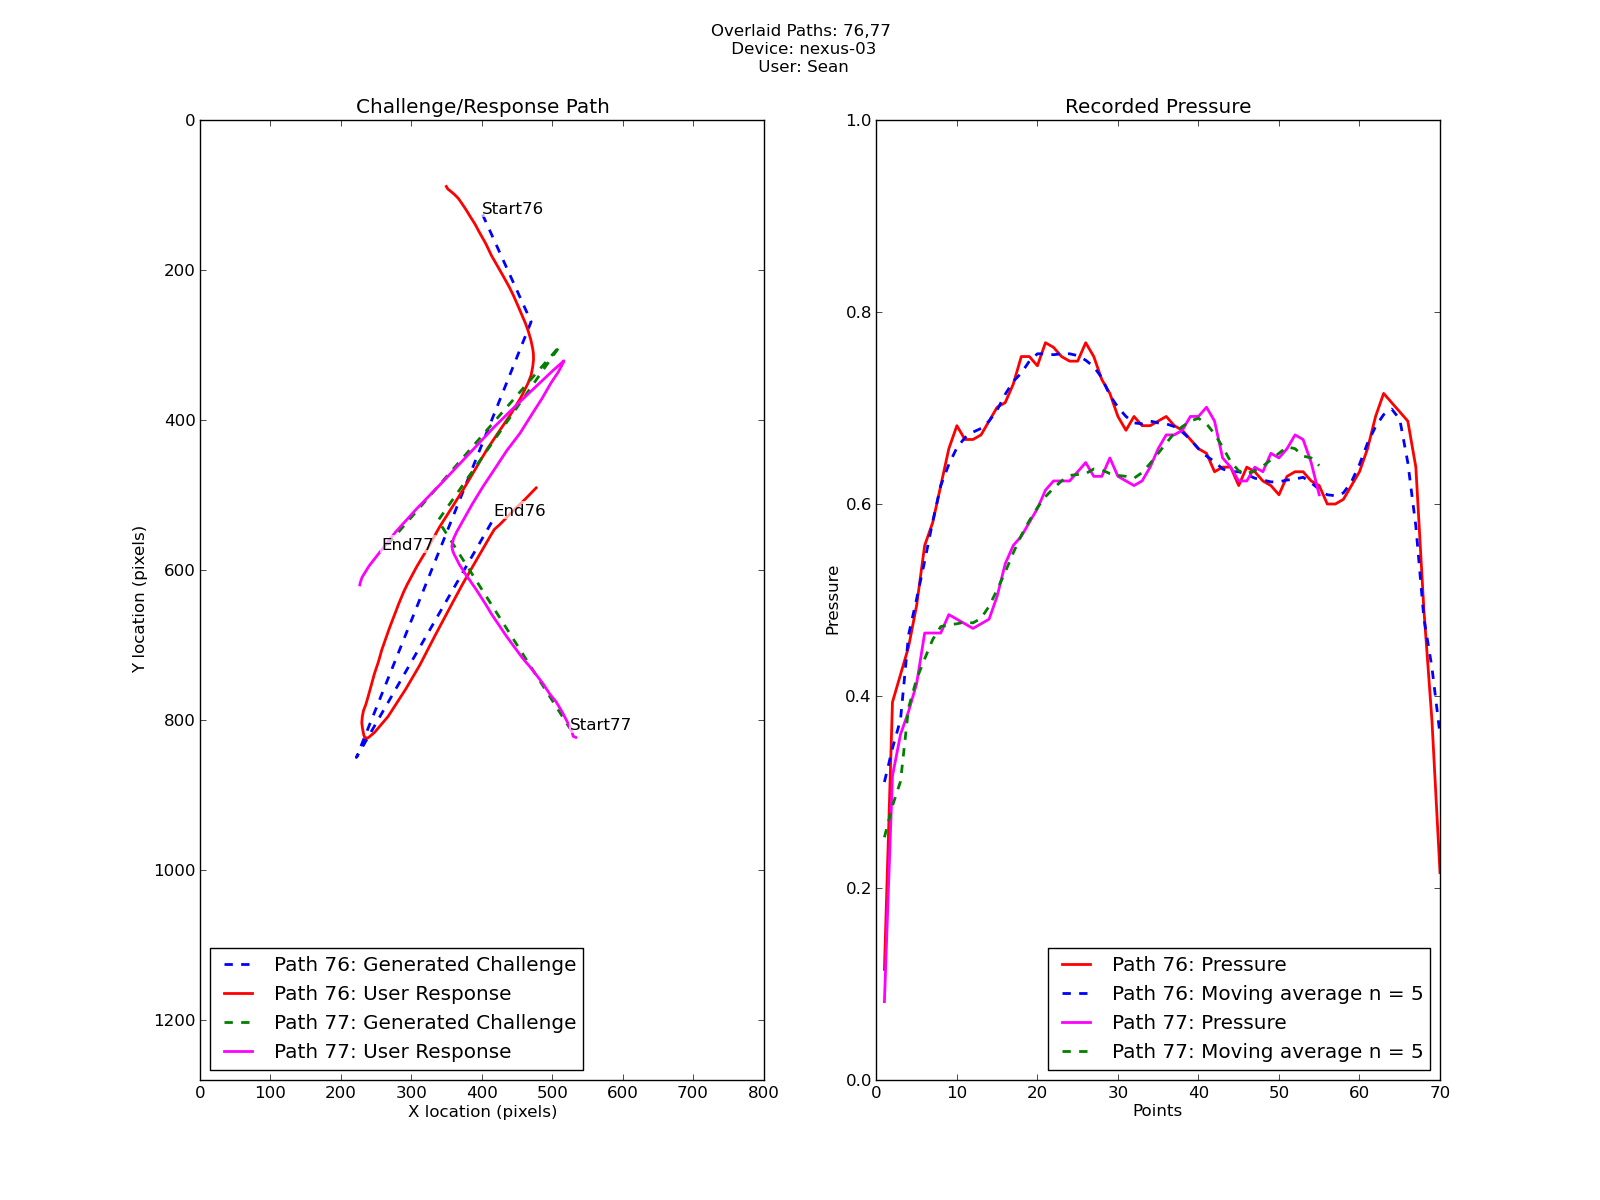 Overlaid Paths: 76,77
Device: nexus-03
User: Sean
Challenge/Response Path
0
200
400
600
800
1000
1200
Y location (pixels)
Start76
End76
End77
Start77
Path 76: Generated Challenge
Path 76: User Response
Path 77: Generated Challenge
Path 77: User Response
0 100 200 300 400 500 600 700 800
X location (pixels)
Recorded Pressure
1.0
0.8
0.6
0.4
0.2
0.0
Pressure
Path 76: Pressure
Path 76: Moving average n = 5
Path 77: Pressure
Path 77: Moving average n = 5
0 10 20 30 40 50 60 70
Points